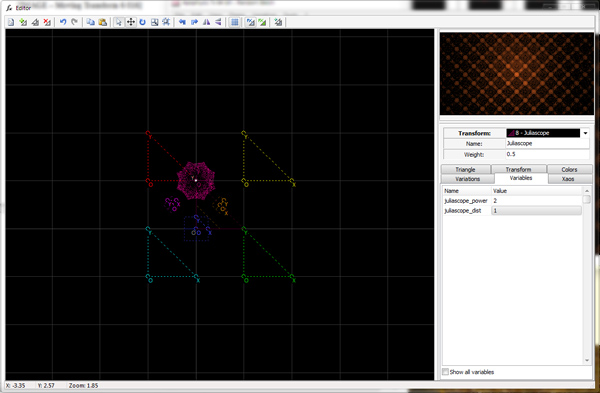 Editor
Transform: 8 - Juliascope
Name: Juliascope
Weight: 0.5
Triangle Transform Colors
Variations Variables Xaos
Name Value
juliascope_power 2
juliascope_dist 1
Show all variables
X: -3.35 Y: 2.57 Zoom: 1.85